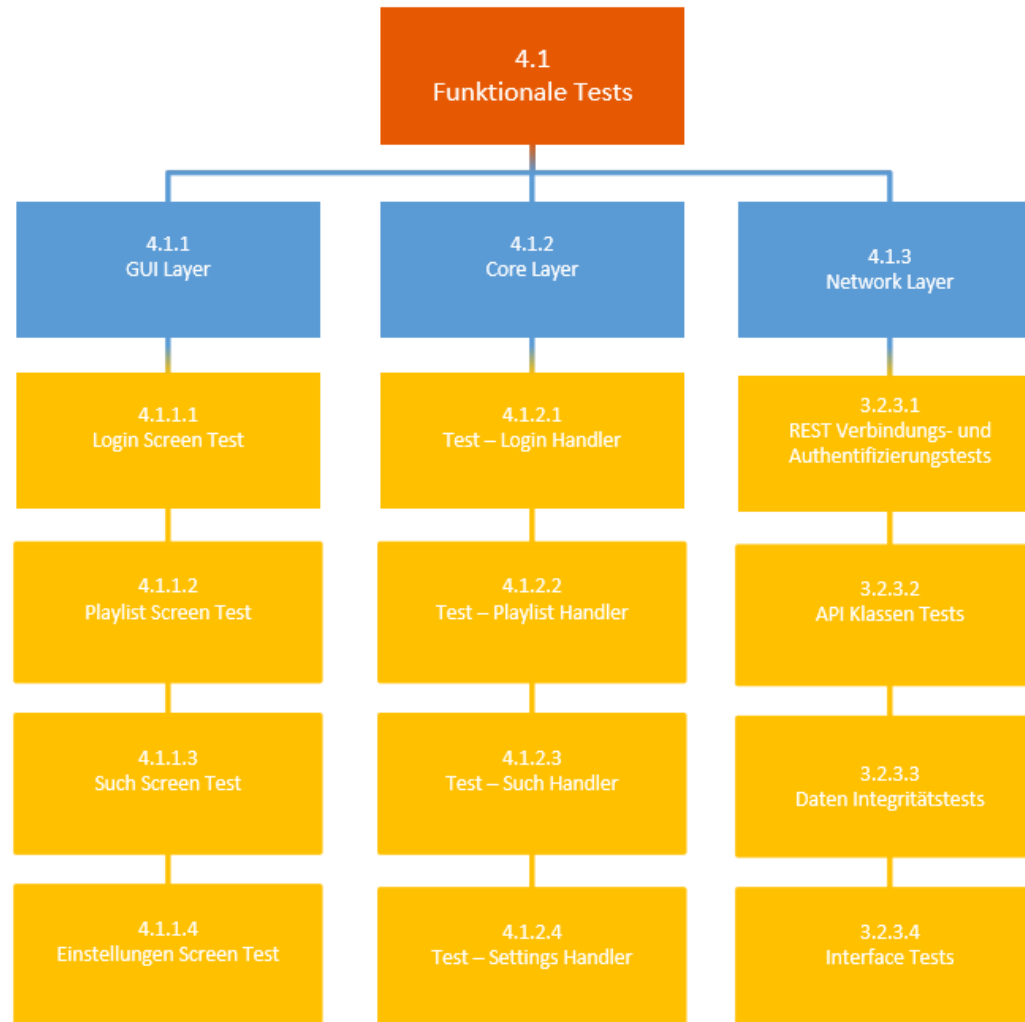 4.1
Funktionale Tests
4.1.1
GUI Layer
4.1.2
Core Layer
4.1.3
Network Layer
4.1.1.1
Login Screen Test
4.1.2.1
Test – Login Handler
3.2.3.1
REST Verbindungs- und
Authentifizierungstests
4.1.1.2
Playlist Screen Test
4.1.2.2
Test – Playlist Handler
3.2.3.2
API Klassen Tests
4.1.1.3
Such Screen Test
4.1.2.3
Test – Such Handler
3.2.3.3
Daten Integritätstests
4.1.1.4
Einstellungen Screen Test
4.1.2.4
Test – Settings Handler
3.2.3.4
Interface Tests